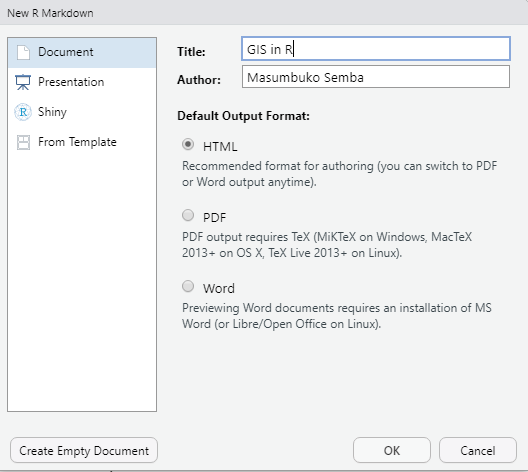 New R Markdown
Document
Presentation
Shiny
From Template
Title:
GIS in R
Author:
Masumbuko Semba
Default Output Format:
HTML
Recommended format for authoring (you can switch to PDF
or Word output anytime).
PDF
PDF output requires TeX (MiKTeX on Windows, MacTeX
2013+ on OS X, TeX Live 2013+ on Linux).
Word
Previewing Word documents requires an installation of MS
Word (or Libre/Open Office on Linux).
Create Empty Document
OK
Cancel